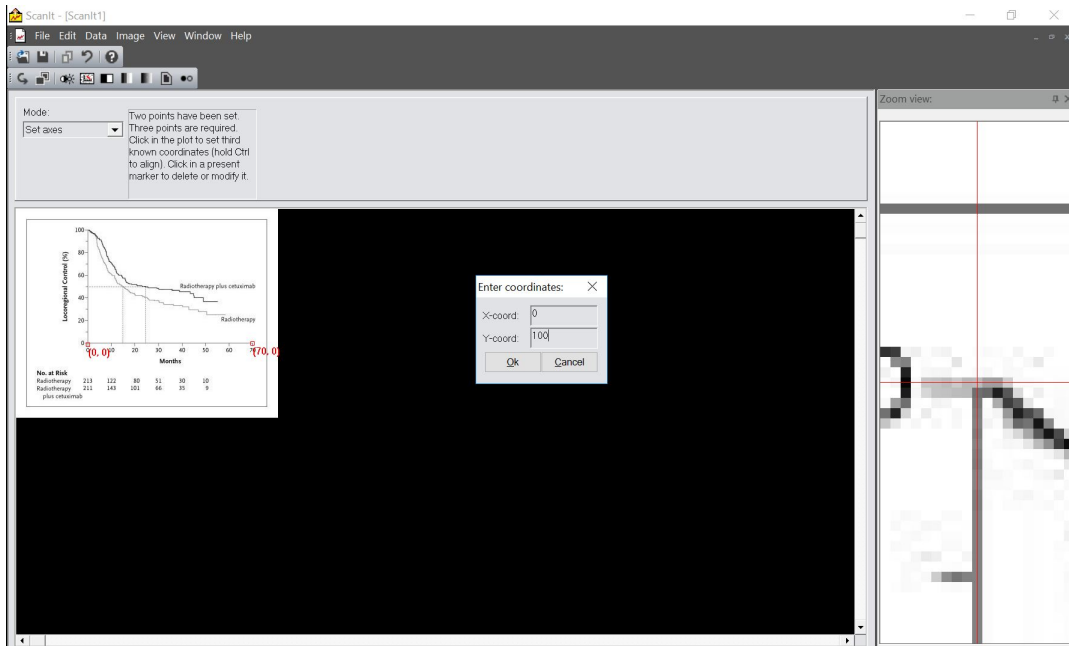 ScanIt - [ScanIt1]
File Edit Data Image View Window Help
Mode:
Set axes
Two points have been set.
Three points are required.
Click in the plot to set third
known coordinates (hold Ctrl
to align). Click in a present
marker to delete or modify it.
Zoom view:
Locoregional Control (%)
100
80
60
40
20
0
Radiotherapy plus cetuximab
Radiotherapy
(0, 0)
10 20 30 40 50 60 70
(70, 0)
Months
No. at Risk
Radiotherapy 213 122 80 51 30 10
Radiotherapy 211 143 101 66 35 9
plus cetuximab
Enter coordinates:
X-coord: 0
Y-coord: 100
Ok Cancel